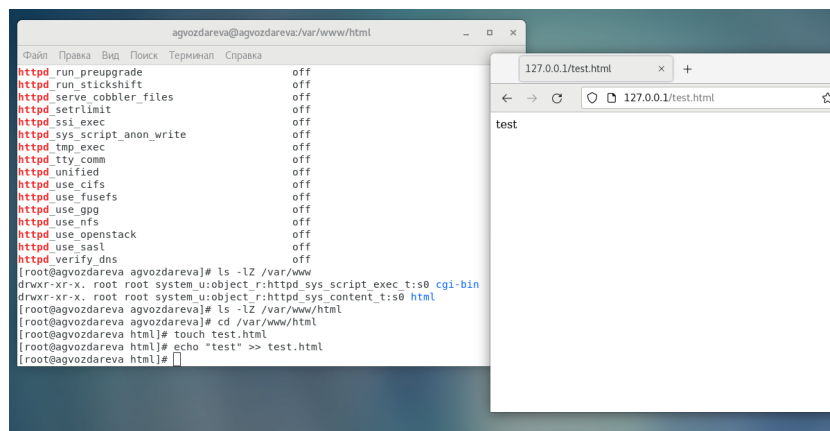 agvozdareva@agvozdareva:/var/www/html
Файл Правка Вид Поиск Терминал Справка
httpd_run_preupgrade off
httpd_run_stickshift off
httpd_serve_cobbler_files off
httpd_setrlimit off
httpd_ssi_exec off
httpd_sys_script_anon_write off
httpd_tmp_exec off
httpd_tty_comm off
httpd_unified off
httpd_use_cifs off
httpd_use_fusefs off
httpd_use_gpg off
httpd_use_nfs off
httpd_use_openstack off
httpd_use_sasl off
httpd_verify_dns off
[root@agvozdareva agvozdareva]# ls -lZ /var/www
drwxr-xr-x. root root system_u:object_r:httpd_sys_script_exec_t:s0 cgi-bin
drwxr-xr-x. root root system_u:object_r:httpd_sys_content_t:s0 html
[root@agvozdareva agvozdareva]# ls -lZ /var/www/html
[root@agvozdareva agvozdareva]# cd /var/www/html
[root@agvozdareva html]# touch test.html
[root@agvozdareva html]# echo "test" >> test.html
[root@agvozdareva html]#
127.0.0.1/test.html
127.0.0.1/test.html
test